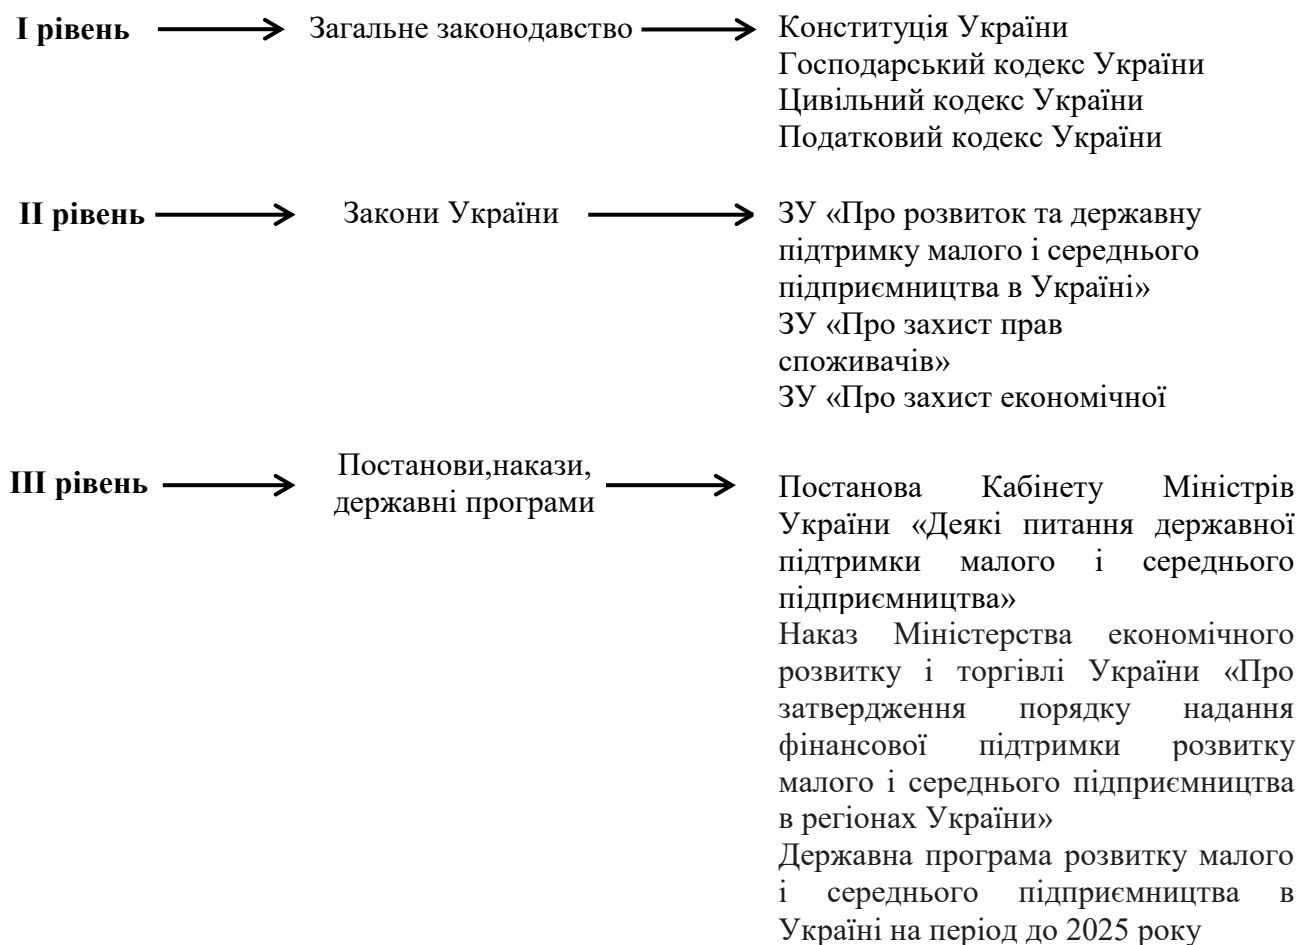 I рівень Загальне законодавство Конституція України
Господарський кодекс України
Цивільний кодекс України
Податковий кодекс України
II рівень Закони України ЗУ «Про розвиток та державну
підтримку малого і середнього
підприємництва в Україні»
ЗУ «Про захист прав
споживачів»
ЗУ «Про захист економічної
III рівень
Постанови,накази,
державні програми
Постанова Кабінету Міністрів
України «Деякі питання державної
підтримки малого і середнього
підприємництва»
Наказ Міністерства економічного
розвитку і торгівлі України «Про
затвердження порядку надання
фінансової підтримки розвитку
малого і середнього підприємництва
в регіонах України»
Державна програма розвитку малого
і середнього підприємництва в
Україні на період до 2025 року